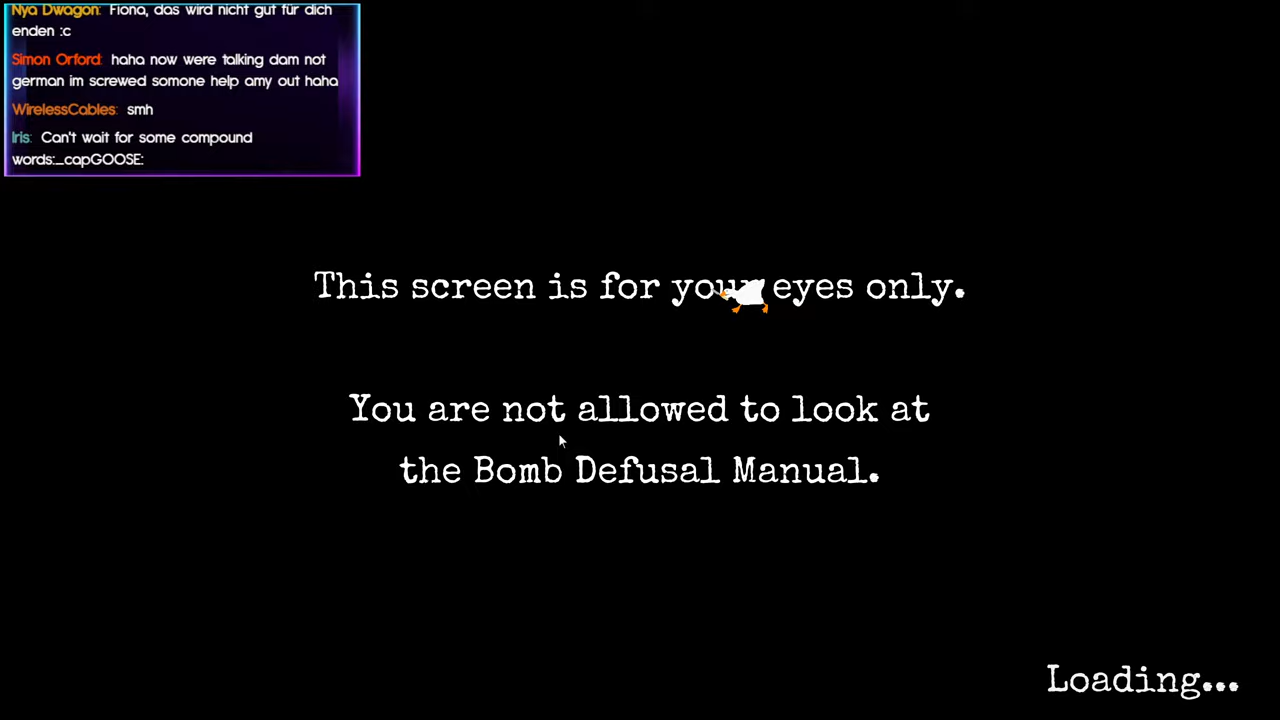 Nya Dwagon: Fiona, das wird nicht gut für dich
enden :c
Simon Orford: haha now were talking dam not
german im screwed somone help amy out haha
WirelessCables: smh
Iris: Can't wait for some compound
words:_capGOOSE:
This screen is for your eyes only.
You are not allowed to look at
the Bomb Defusal Manual.
Loading...